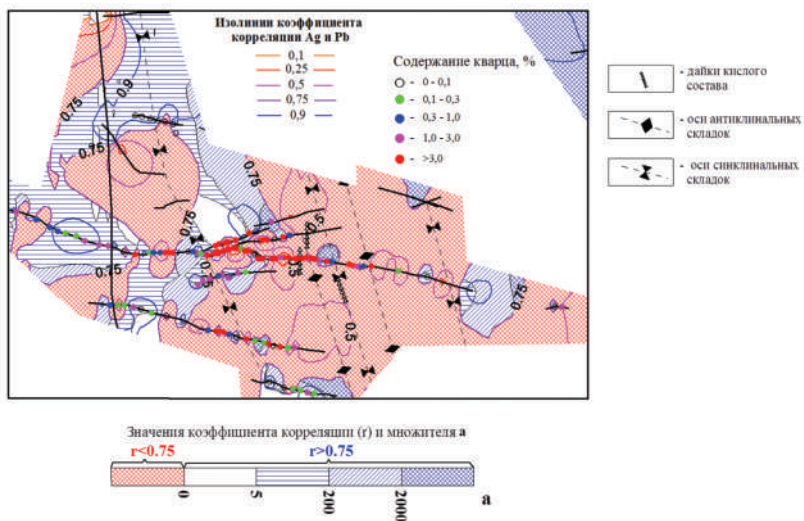 Изолинии коэффициента
корреляции Ag и Pb
0,1
0,25
0,5
0,75
0,9
Содержание кварца, %
- 0 - 0,1
- 0,1 - 0,3
- 0,3 - 1,0
- 1,0 - 3,0
- >3,0
- дайки кислого
состава
- оси антиклинальных
складок
- оси синклинальных
складок
0.75
0.9
0.75
0.75
0.75
0.5
0.75
0.5
0.75
Значения коэффициента корреляции (r) и множителя a
r<0.75
r>0.75
0
5
200
2000
a